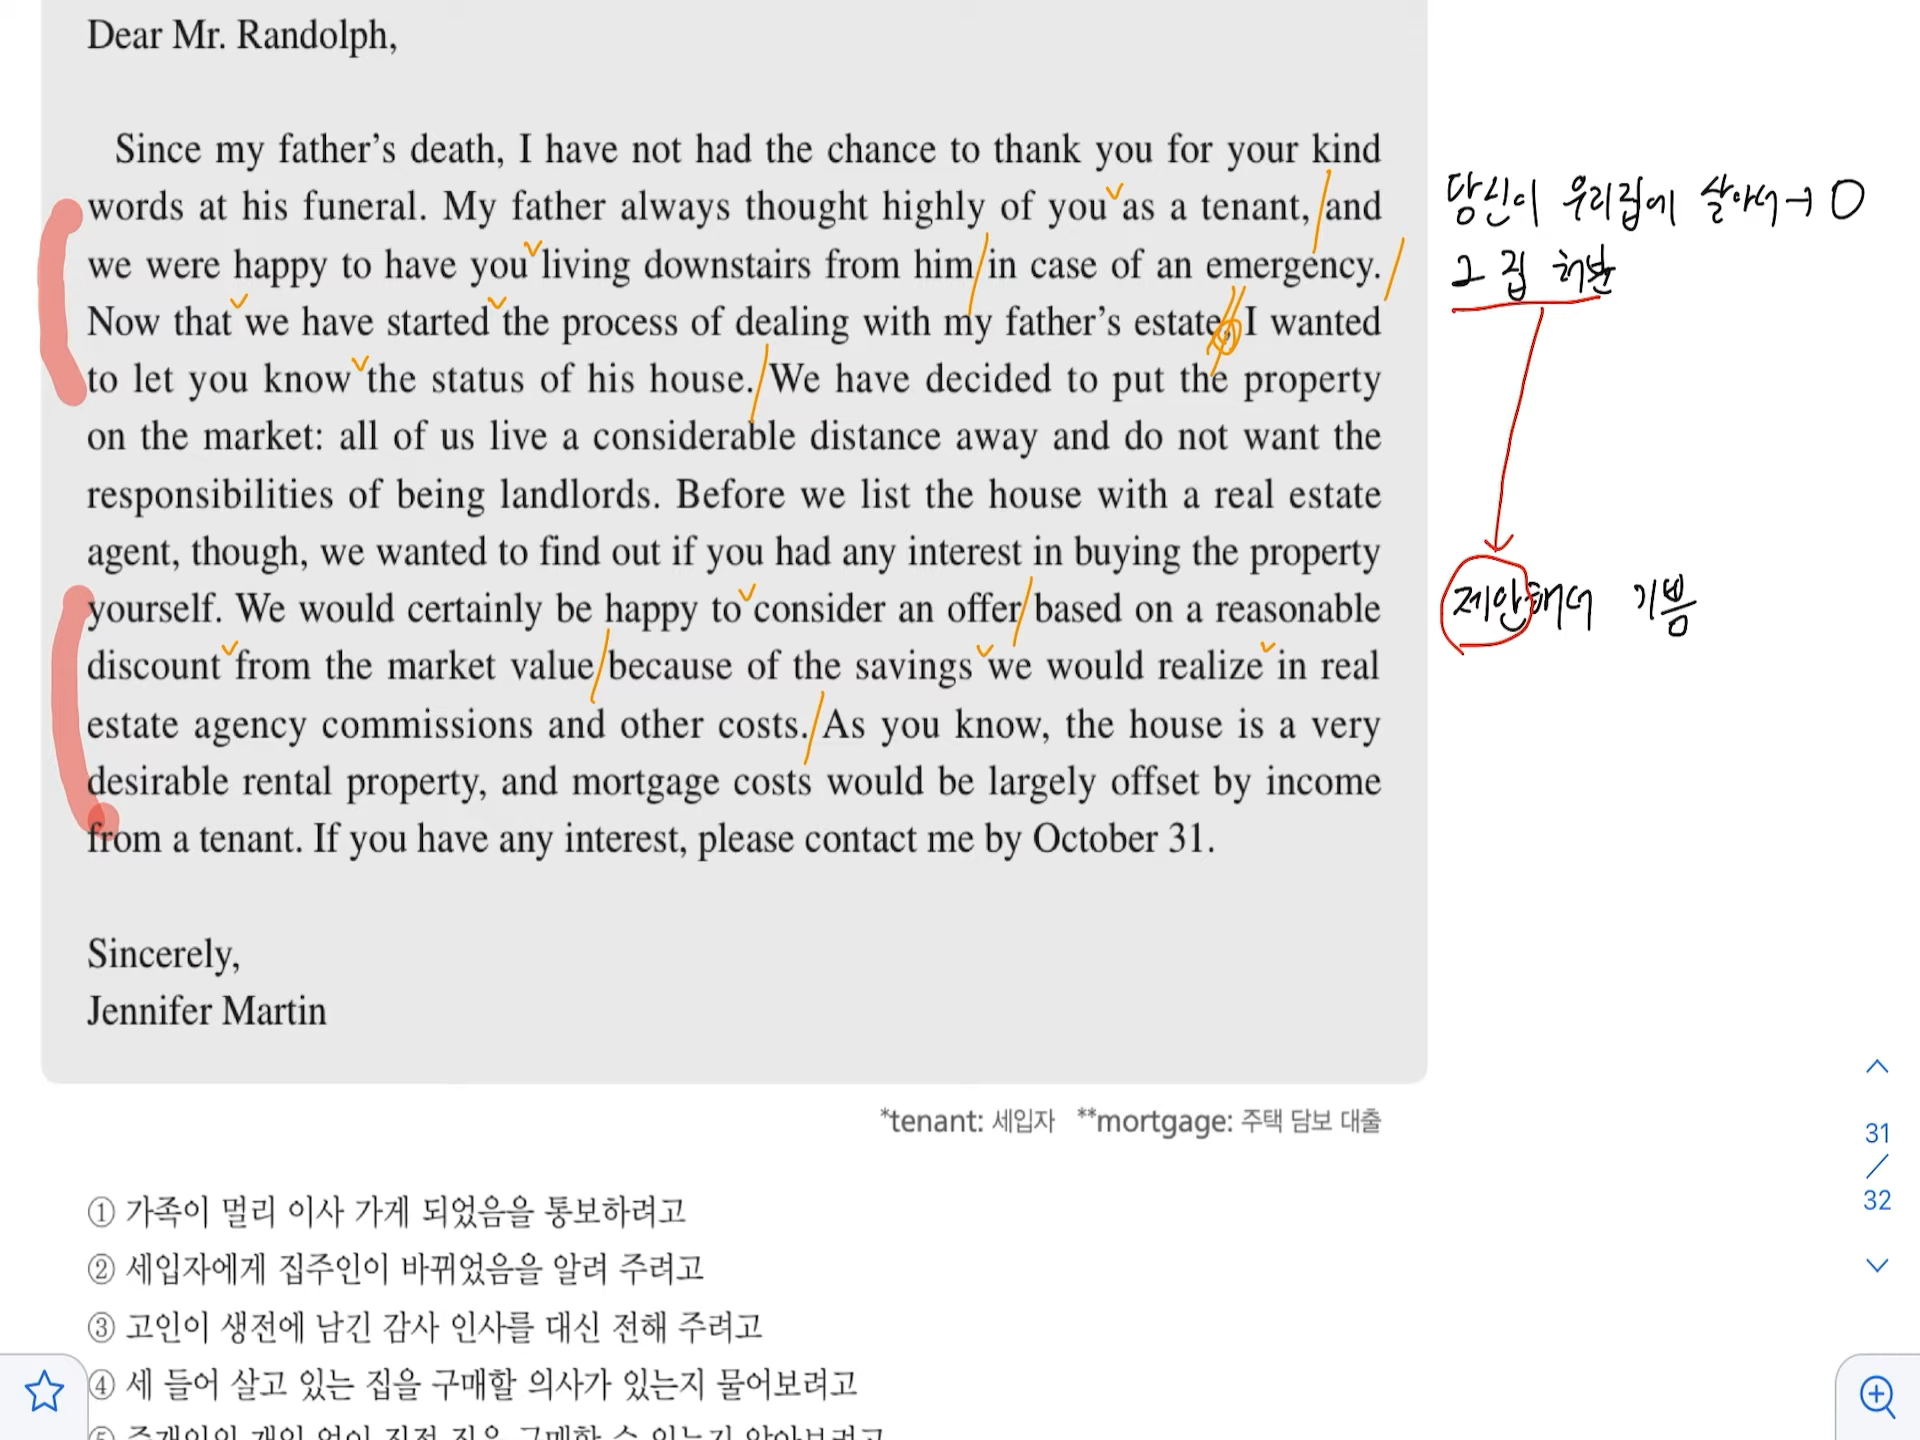 Dear Mr. Randolph,
Since my father's death, I have not had the chance to thank you for your kind
words at his funeral. My father always thought highly of you as a tenant, and
we were happy to have you living downstairs from him in case of an emergency.
Now that we have started the process of dealing with my father's estate, I wanted
to let you know the status of his house. We have decided to put the property
on the market: all of us live a considerable distance away and do not want the
responsibilities of being landlords. Before we list the house with a real estate
agent, though, we wanted to find out if you had any interest in buying the property
yourself. We would certainly be happy to consider an offer based on a reasonable
discount from the market value because of the savings we would realize in real
estate agency commissions and other costs. As you know, the house is a very
desirable rental property, and mortgage costs would be largely offset by income
from a tenant. If you have any interest, please contact me by October 31.
Sincerely,
Jennifer Martin
*tenant: 세입자 **mortgage: 주택 담보 대출
① 가족이 멀리 이사 가게 되었음을 통보하려고
② 세입자에게 집주인이 바뀌었음을 알려 주려고
③ 고인이 생전에 남긴 감사 인사를 대신 전해 주려고
④ 세 들어 살고 있는 집을 구매할 의사가 있는지 물어보려고
당신이 우리집에 살아서 → O
그 집 처분
제안해서 기쁨
31
/
32